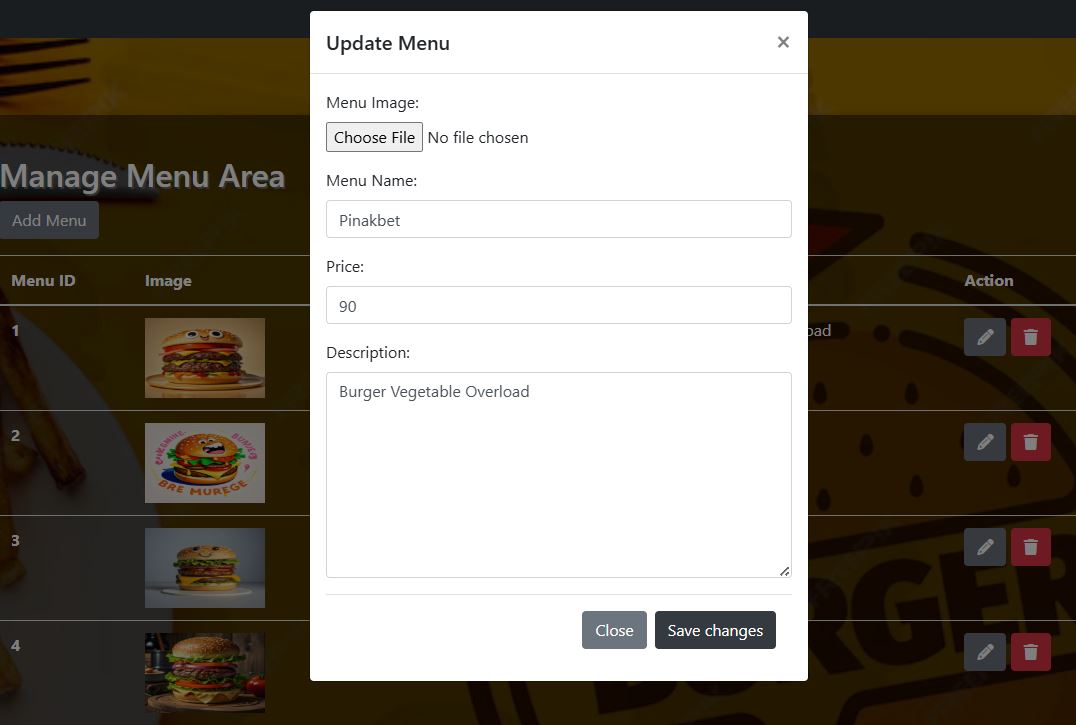 Update Menu
×
Menu Image:
Choose File No file chosen
Menu Name:
Pinakbet
Price:
90
Description:
Burger Vegetable Overload
Close
Save changes
Manage Menu Area
Add Menu
Menu ID
Image
Action
1
oad
2
BRE MUREGE
3
4
BURGER